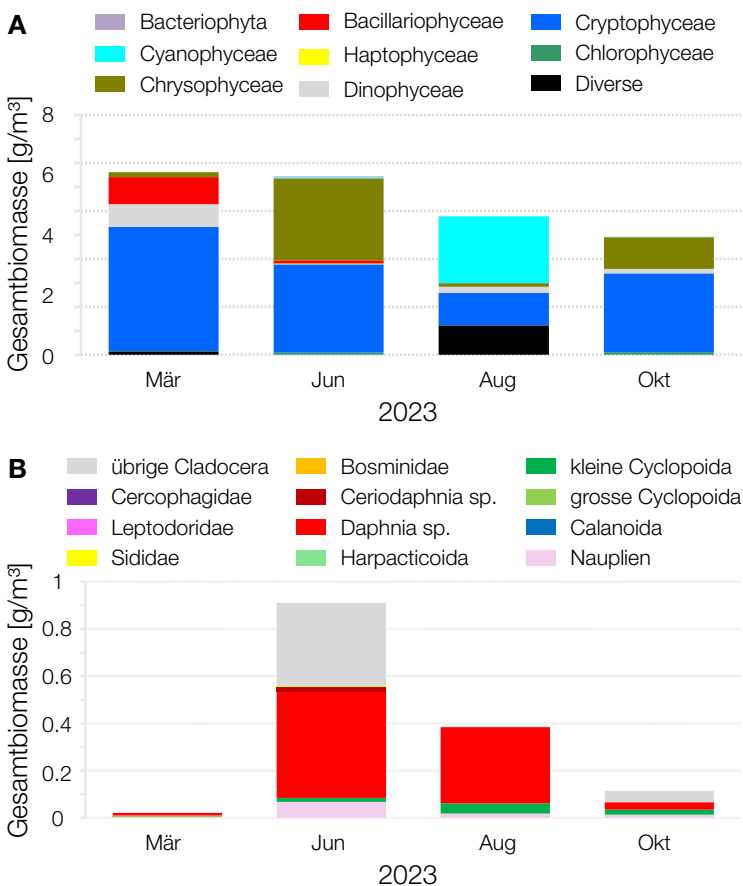 A
Bacteriophyta
Bacillariophyceae
Cryptophyceae
Cyanophyceae
Haptophyceae
Chlorophyceae
Chrysophyceae
Dinophyceae
Diverse
Gesamtbiomasse [g/m³]
8
6
4
2
0
Mär
Jun
Aug
Okt
2023
B
übrige Cladocera
Bosminidae
kleine Cyclopoida
Cercophagidae
Ceriodaphnia sp.
grosse Cyclopoida
Leptodoridae
Daphnia sp.
Calanoida
Sididae
Harpacticoida
Nauplien
Gesamtbiomasse [g/m³]
1
0.8
0.6
0.4
0.2
0
Mär
Jun
Aug
Okt
2023